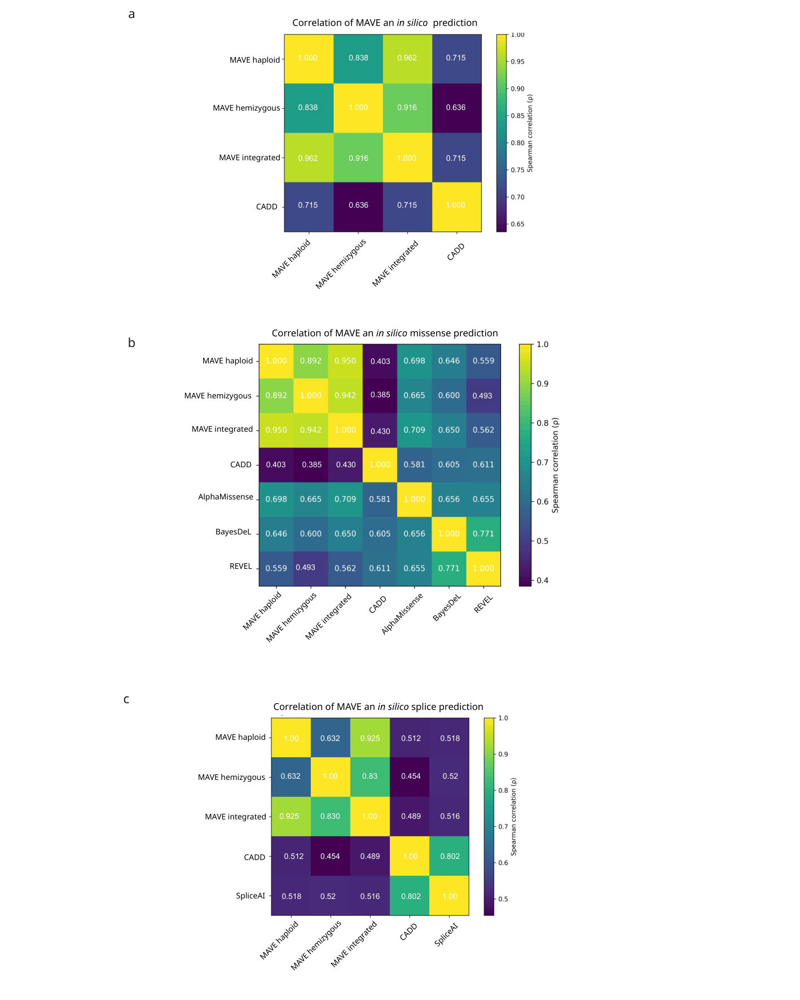 a
Correlation of MAVE an in silico prediction
MAVE haploid 1.000 0.838 0.962 0.715
MAVE hemizygous 0.838 1.000 0.916 0.636
MAVE integrated 0.962 0.916 1.000 0.715
CADD 0.715 0.636 0.715 1.000
MAVE haploid MAVE hemizygous MAVE integrated CADD
1.00
0.95
0.90
0.85
0.80
0.75
0.70
0.65
Spearman correlation (ρ)
b
Correlation of MAVE an in silico missense prediction
MAVE haploid 1.000 0.892 0.950 0.403 0.698 0.646 0.559
MAVE hemizygous 0.892 1.000 0.942 0.385 0.665 0.600 0.493
MAVE integrated 0.950 0.942 1.000 0.430 0.709 0.650 0.562
CADD 0.403 0.385 0.430 1.000 0.581 0.605 0.611
AlphaMissense 0.698 0.665 0.709 0.581 1.000 0.656 0.655
BayesDeL 0.646 0.600 0.650 0.605 0.656 1.000 0.771
REVEL 0.559 0.493 0.562 0.611 0.655 0.771 1.000
MAVE haploid MAVE hemizygous MAVE integrated CADD AlphaMissense BayesDeL REVEL
1.0
0.9
0.8
0.7
0.6
0.5
0.4
Spearman correlation (ρ)
c
Correlation of MAVE an in silico splice prediction
MAVE haploid 1.00 0.632 0.925 0.512 0.518
MAVE hemizygous 0.632 1.00 0.83 0.454 0.52
MAVE integrated 0.925 0.830 1.00 0.489 0.516
CADD 0.512 0.454 0.489 1.00 0.802
SpliceAI 0.518 0.52 0.516 0.802 1.00
MAVE haploid MAVE hemizygous MAVE integrated CADD SpliceAI
1.0
0.9
0.8
0.7
0.6
0.5
Spearman correlation (ρ)